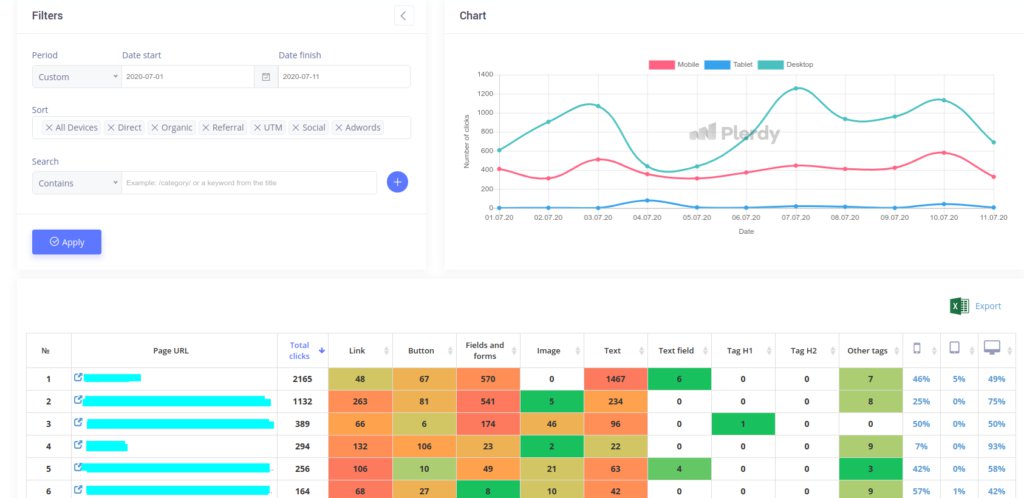 Filters
Period Date start Date finish
Custom 2020-07-01 2020-07-11
Sort
All Devices Direct Organic Referral UTM Social Adwords
Search
Contains Example: /category/ or a keyword from the title
Apply
Chart
Mobile Tablet Desktop
1400
1200
1000
800
600
400
200
0
Number of clicks
Plerdy
01.07.20 02.07.20 03.07.20 04.07.20 05.07.20 06.07.20 07.07.20 08.07.20 09.07.20 10.07.20 11.07.20
Date
Export
№ Page URL Total clicks Link Button Fields and forms Image Text Text field Tag H1 Tag H2 Other tags
1 2165 48 67 570 0 1467 6 0 0 7 46% 5% 49%
2 1132 263 81 541 5 234 0 0 0 8 25% 0% 75%
3 389 66 6 174 46 96 0 1 0 0 50% 0% 50%
4 294 132 106 23 2 22 0 0 0 9 7% 0% 93%
5 256 106 10 49 21 63 4 0 0 3 42% 0% 58%
6 164 68 27 8 10 42 0 0 0 9 57% 1% 42%